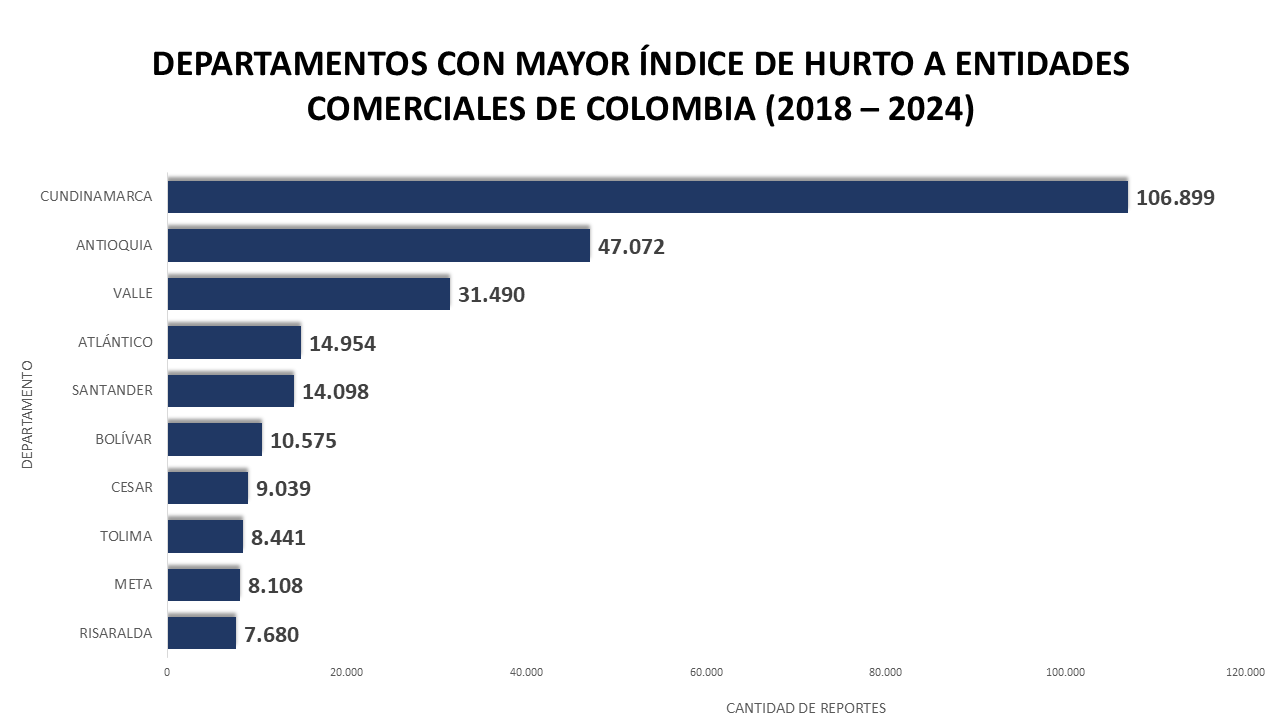 DEPARTAMENTOS CON MAYOR ÍNDICE DE HURTO A ENTIDADES
COMERCIALES DE COLOMBIA (2018 – 2024)
DEPARTAMENTO
CUNDINAMARCA 106.899
ANTIOQUIA 47.072
VALLE 31.490
ATLÁNTICO 14.954
SANTANDER 14.098
BOLÍVAR 10.575
CESAR 9.039
TOLIMA 8.441
META 8.108
RISARALDA 7.680
0 20.000 40.000 60.000 80.000 100.000 120.000
CANTIDAD DE REPORTES